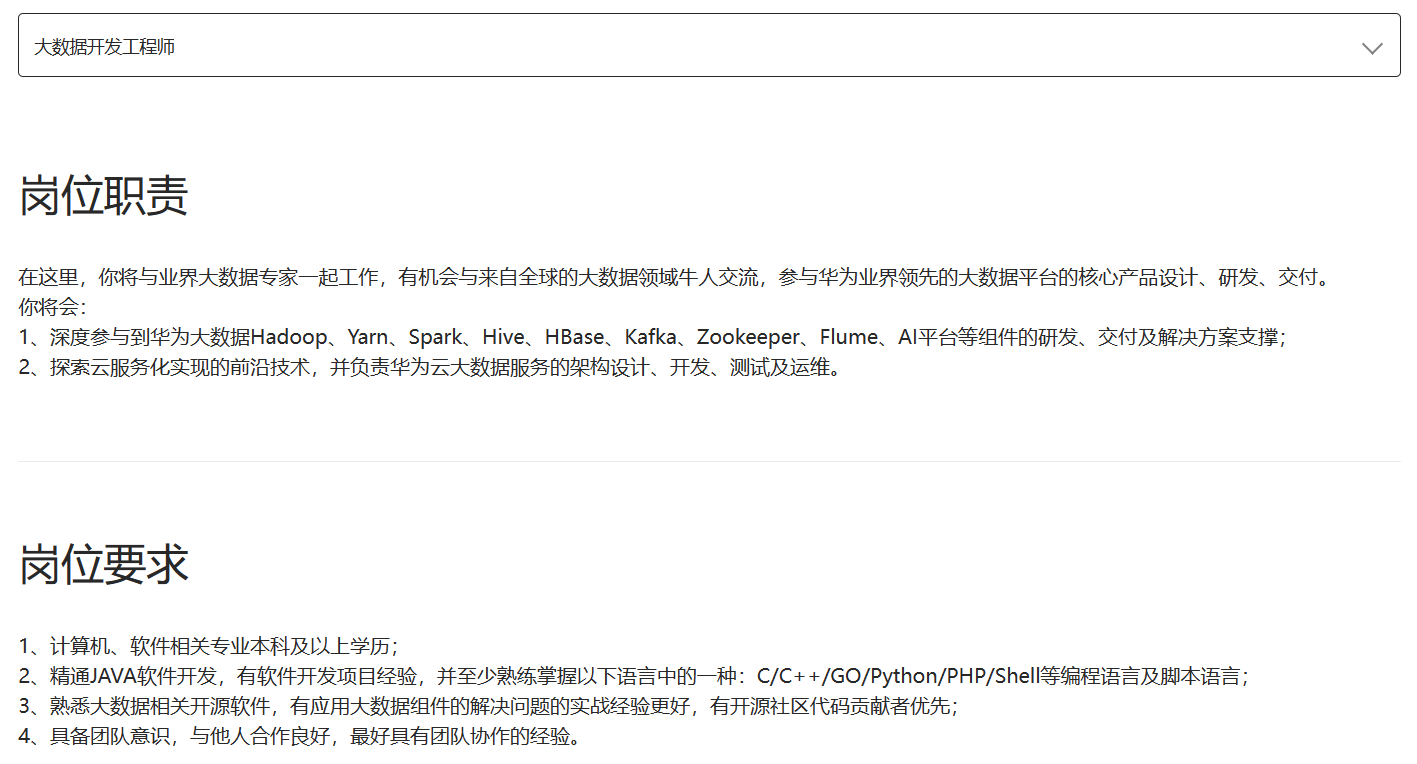 大数据开发工程师
岗位职责
在这里，你将与业界大数据专家一起工作，有机会与来自全球的大数据领域牛人交流，参与华为业界领先的大数据平台的核心产品设计、研发、交付。
你将会：
1、深度参与到华为大数据Hadoop、Yarn、Spark、Hive、HBase、Kafka、Zookeeper、Flume、AI平台等组件的研发、交付及解决方案支撑；
2、探索云服务化实现的前沿技术，并负责华为云大数据服务的架构设计、开发、测试及运维。
岗位要求
1、计算机、软件相关专业本科及以上学历；
2、精通JAVA软件开发，有软件开发项目经验，并至少熟练掌握以下语言中的一种：C/C++/GO/Python/PHP/Shell等编程语言及脚本语言；
3、熟悉大数据相关开源软件，有应用大数据组件的解决问题的实战经验更好，有开源社区代码贡献者优先；
4、具备团队意识，与他人合作良好，最好具有团队协作的经验。